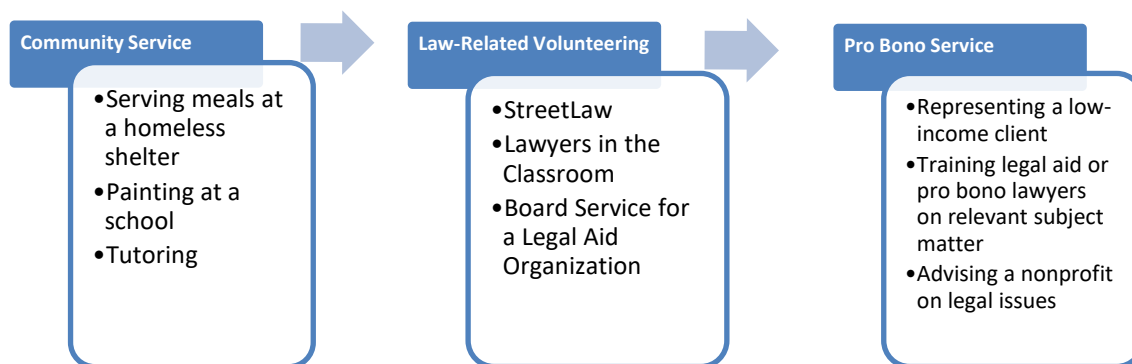 Community Service
•Serving meals at
a homeless
shelter
•Painting at a
school
•Tutoring
Law-Related Volunteering
•StreetLaw
•Lawyers in the
Classroom
•Board Service for
a Legal Aid
Organization
Pro Bono Service
•Representing a low-
income client
•Training legal aid or
pro bono lawyers
on relevant subject
matter
•Advising a nonprofit
on legal issues